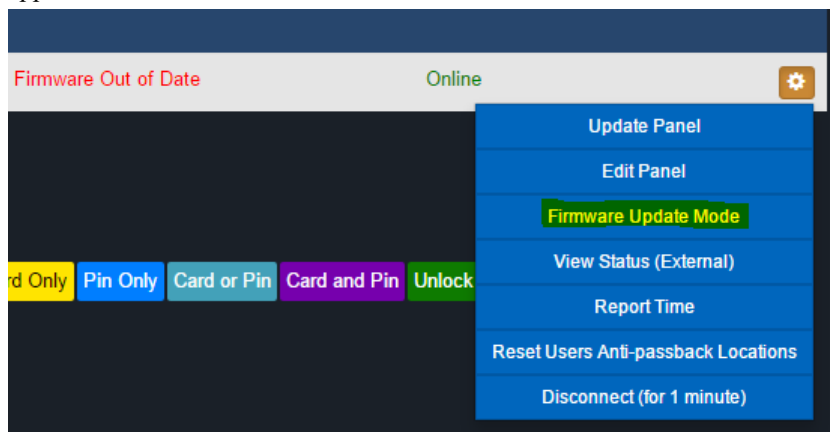 Firmware Out of Date Online
Update Panel
Edit Panel
Firmware Update Mode
View Status (External)
rd Only Pin Only Card or Pin Card and Pin Unlock
Report Time
Reset Users Anti-passback Locations
Disconnect (for 1 minute)